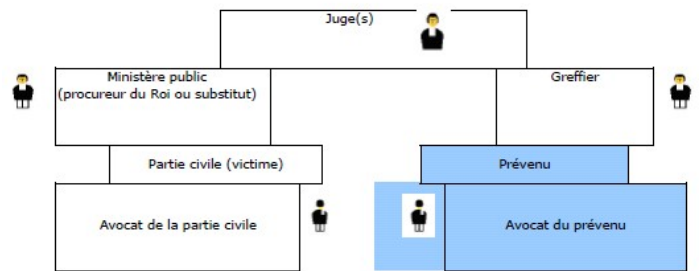 Juge(s)
Ministère public
(procureur du Roi ou substitut)
Greffier
Partie civile (victime)
Prévenu
Avocat de la partie civile
Avocat du prévenu